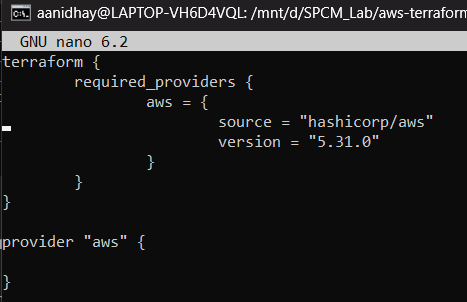 aanidhay@LAPTOP-VH6D4VQL: /mnt/d/SPCM_Lab/aws-terraform
GNU nano 6.2
terraform {
        required_providers {
                aws = {
                        source = "hashicorp/aws"
                        version = "5.31.0"
                }
        }
}

provider "aws" {

}